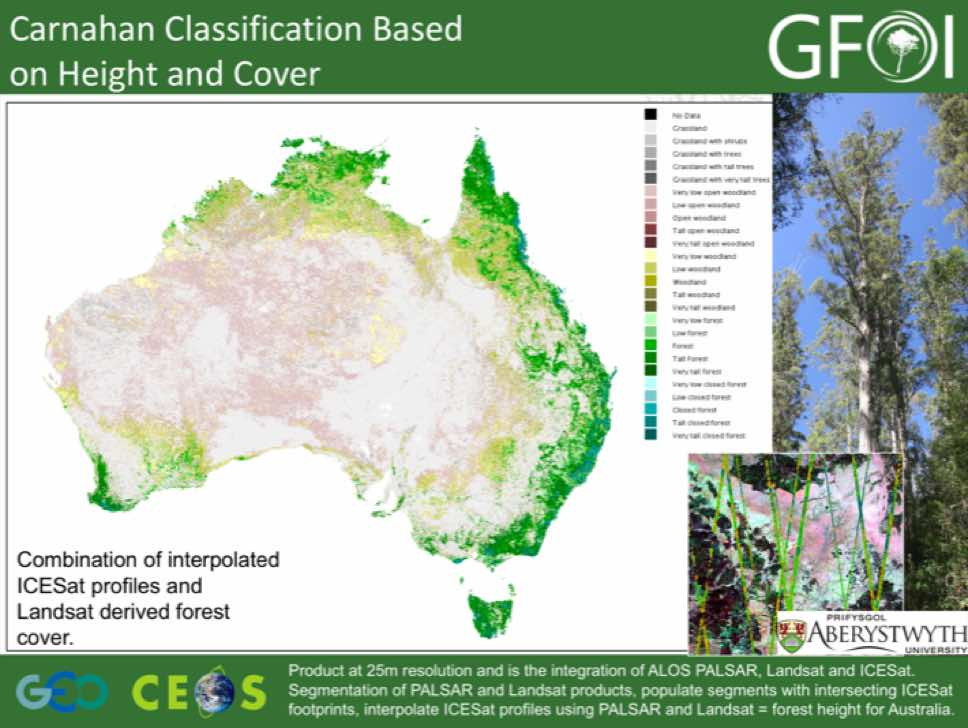 Carnahan Classification Based
on Height and Cover
GFOI
No Data
Grassland
Grassland with shrubs
Grassland with trees
Grassland with tall trees
Grassland with very tall trees
Very low open woodland
Low open woodland
Open woodland
Tall open woodland
Very tall open woodland
Very low woodland
Low woodland
Woodland
Tall woodland
Very tall woodland
Very low forest
Low forest
Forest
Tall Forest
Very tall forest
Very low closed forest
Low closed forest
Closed forest
Tall closed forest
Very tall closed forest
Combination of interpolated
ICESat profiles and
Landsat derived forest
cover.
PRIFYSGOL
ABERYSTWYTH
UNIVERSITY
GEO
CEOS
Product at 25m resolution and is the integration of ALOS PALSAR, Landsat and ICESat.
Segmentation of PALSAR and Landsat products, populate segments with intersecting ICESat
footprints, interpolate ICESat profiles using PALSAR and Landsat = forest height for Australia.